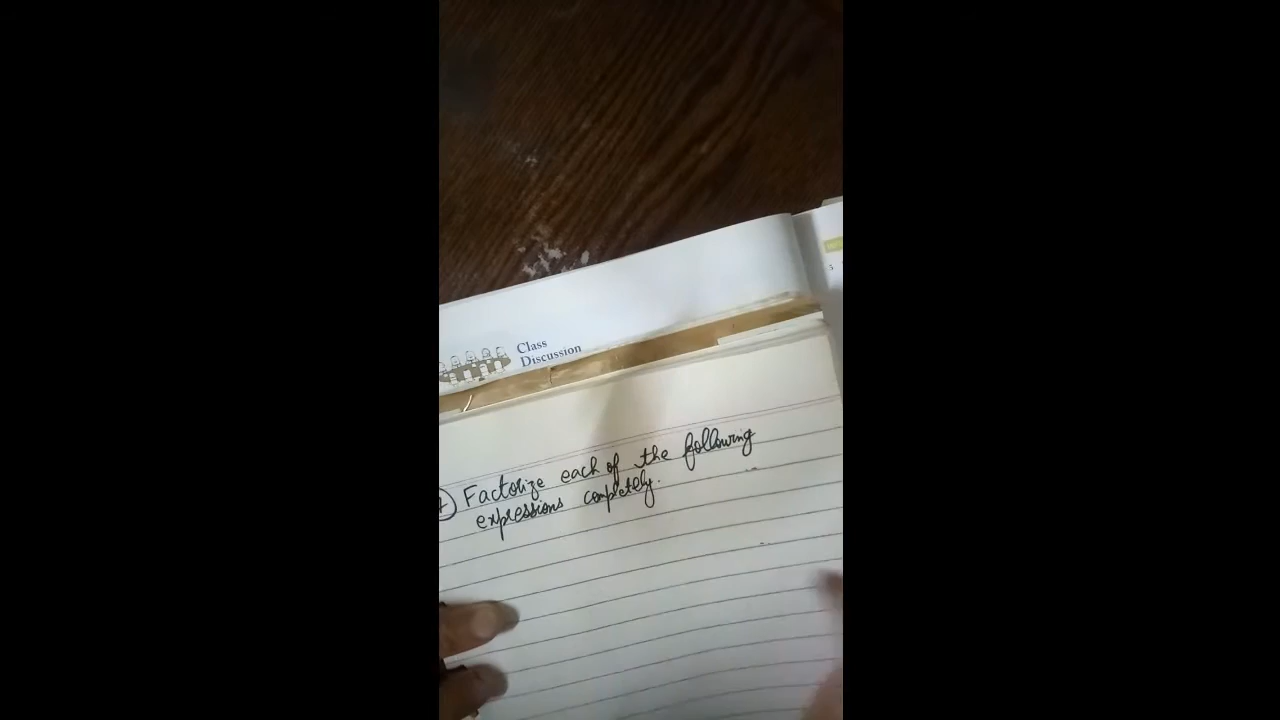 Class
Discussion
Factorize each of the following
expressions completely.